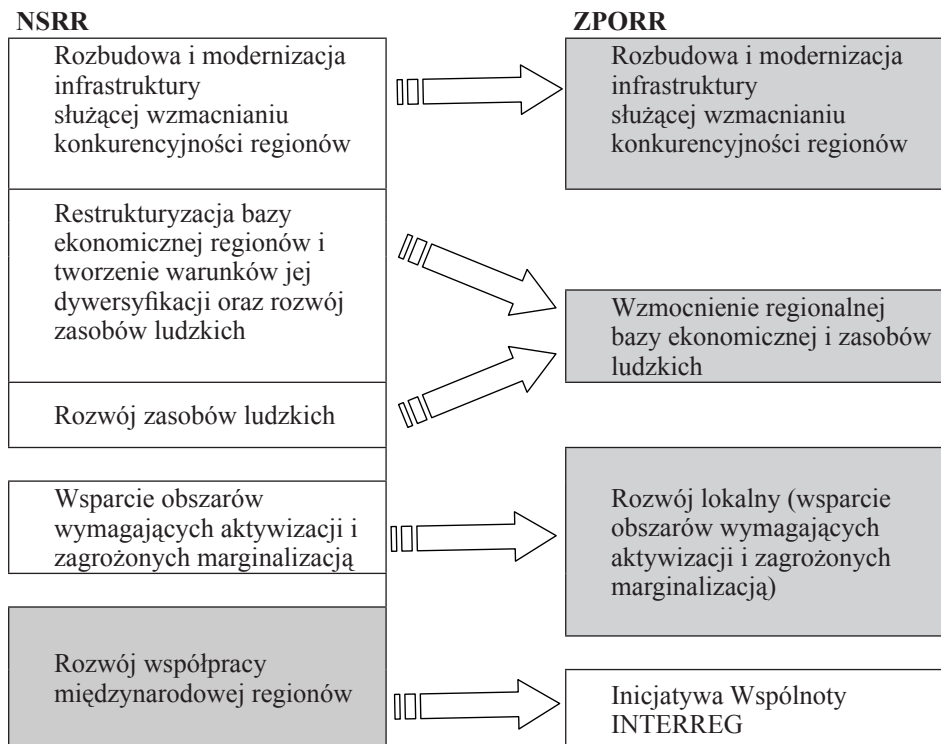 NSRR
Rozbudowa i modernizacja
infrastruktury
służącej wzmacnianiu
konkurencyjności regionów
Restrukturyzacja bazy
ekonomicznej regionów i
tworzenie warunków jej
dywersyfikacji oraz rozwój
zasobów ludzkich
Rozwój zasobów ludzkich
Wsparcie obszarów
wymagających aktywizacji i
zagrożonych marginalizacją
Rozwój współpracy
międzynarodowej regionów
ZPORR
Rozbudowa i modernizacja
infrastruktury
służącej wzmacnianiu
konkurencyjności regionów
Wzmocnienie regionalnej
bazy ekonomicznej i zasobów
ludzkich
Rozwój lokalny (wsparcie
obszarów wymagających
aktywizacji i zagrożonych
marginalizacją)
Inicjatywa Wspólnoty
INTERREG